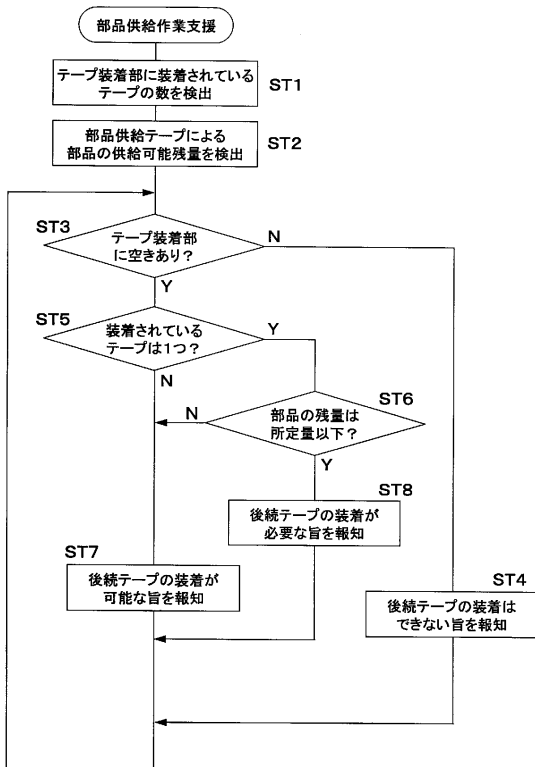 部品供給作業支援
テープ装着部に装着されている
テープの数を検出
ST1
部品供給テープによる
部品の供給可能残量を検出
ST2
ST3
テープ装着部
に空きあり？
N
Y
ST5
装着されている
テープは1つ？
Y
N
ST6
部品の残量は
所定量以下？
N
Y
ST8
後続テープの装着が
必要な旨を報知
ST7
後続テープの装着が
可能な旨を報知
ST4
後続テープの装着は
できない旨を報知